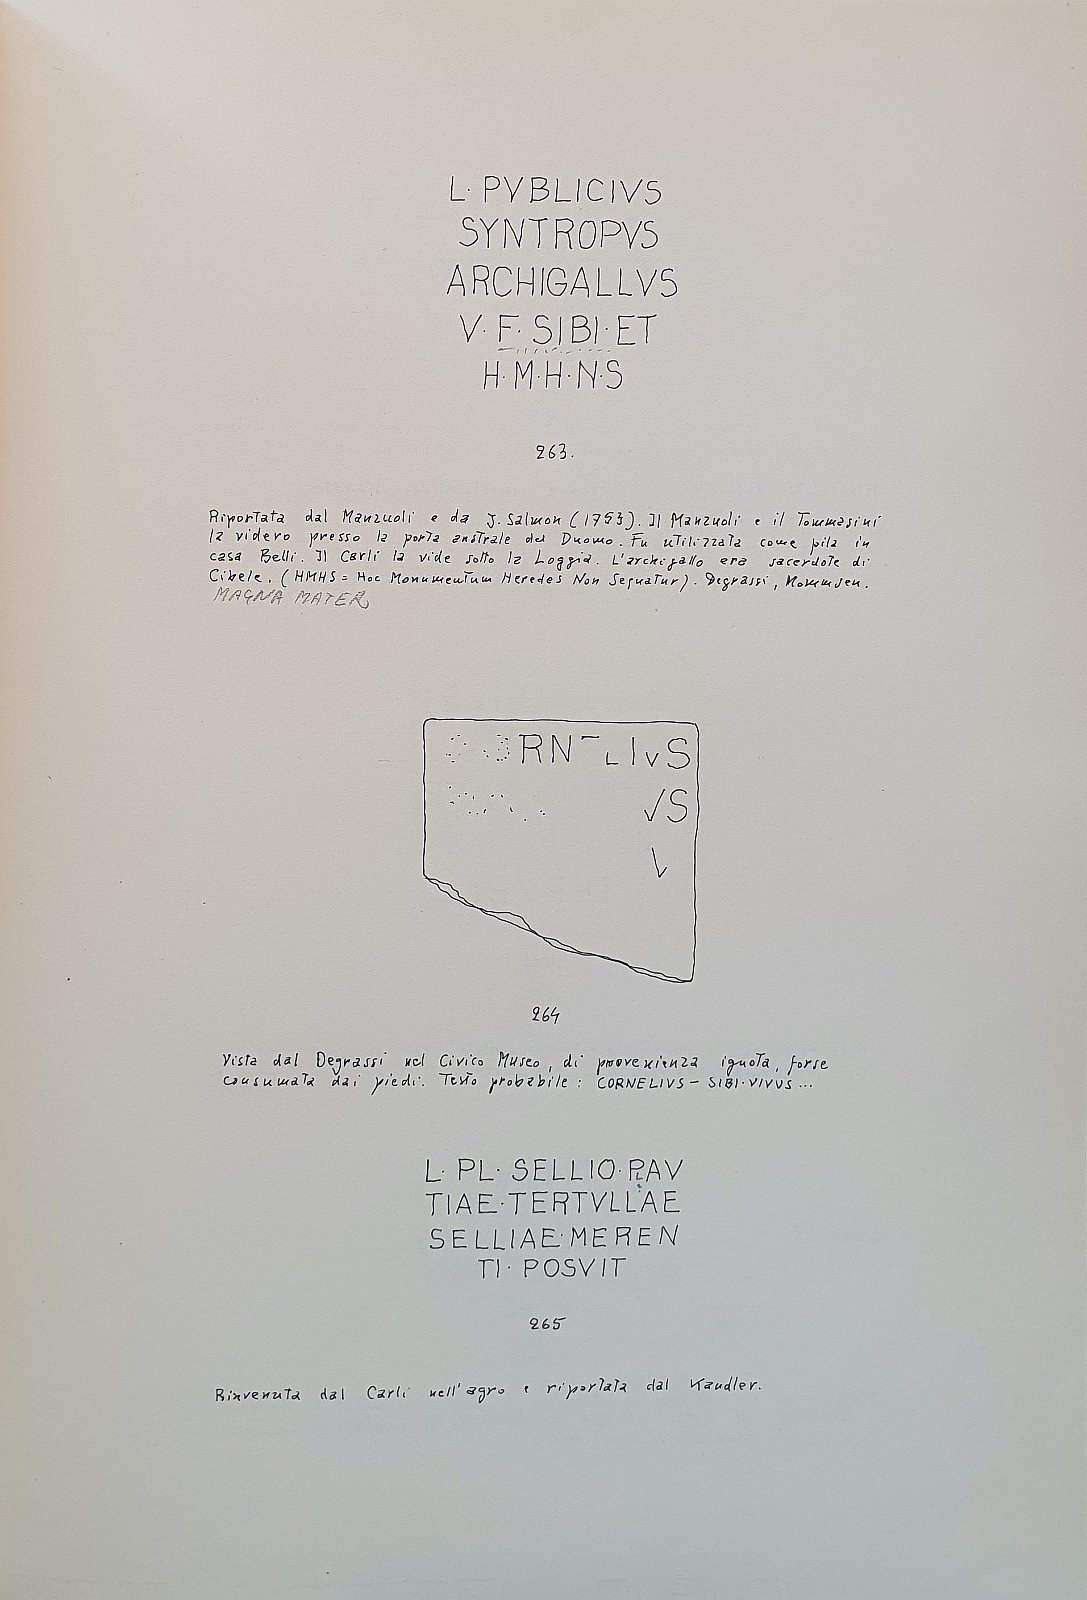 L· PVBLICIVS
SYNTROPVS
ARCHIGALLVS
V· F· SIBI· ET
H·M·H·N·S
263.
Riportata dal Manzuoli e da J. Salmon (1753). Il Manzuoli e il Tommasini
la videro presso la porta australe del Duomo. Fu utilizzata come pila in
casa Belli. Il Carli la vide sotto la Loggia. L'archigallo era sacerdote di
Cibele. (HMHS = Hoc Monumentum Heredes Non Sequatur). Degrassi, Mommsen.
MAGNA MATER
RN LIVS
VS
264
Vista dal Degrassi nel Civico Museo, di provenienza ignota, forse
consumata dai piedi. Testo probabile: CORNELIVS - SIBI·VIVUS...
L· PL· SELLIO· PLAV
TIAE·TERTVLLAE
SELLIAE·MEREN
TI· POSVIT
265
Rinvenuta dal Carli nell'agro e riportata dal Kandler.